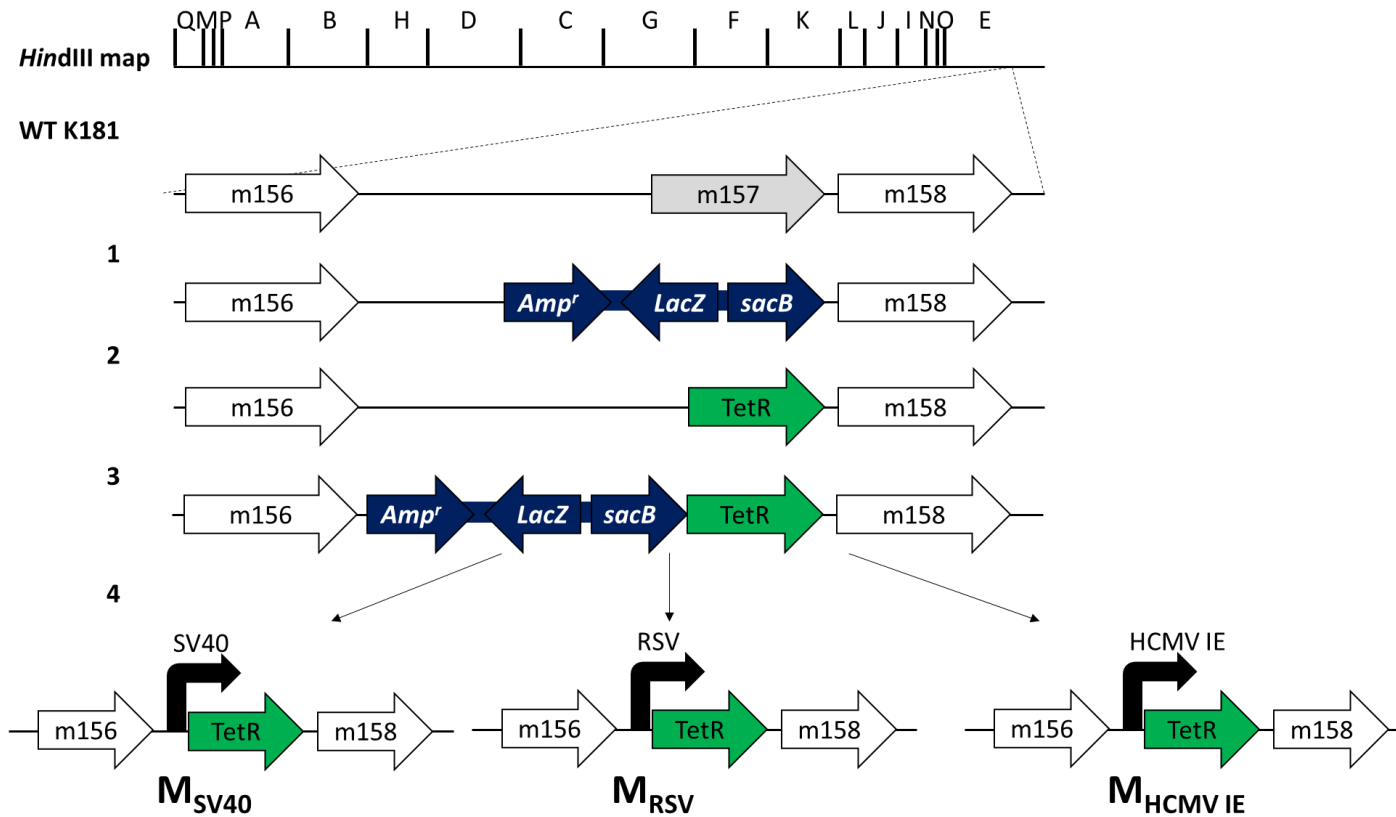 Q M P A B H D C G F K L J I N O E
HindIII map
WT K181
m156 m157 m158
1
m156 Ampr LacZ sacB m158
2
m156 TetR m158
3
m156 Ampr LacZ sacB TetR m158
4
SV40 RSV HCMV IE
m156 TetR m158 m156 TetR m158 m156 TetR m158
MSV40 MRSV MHCMV IE